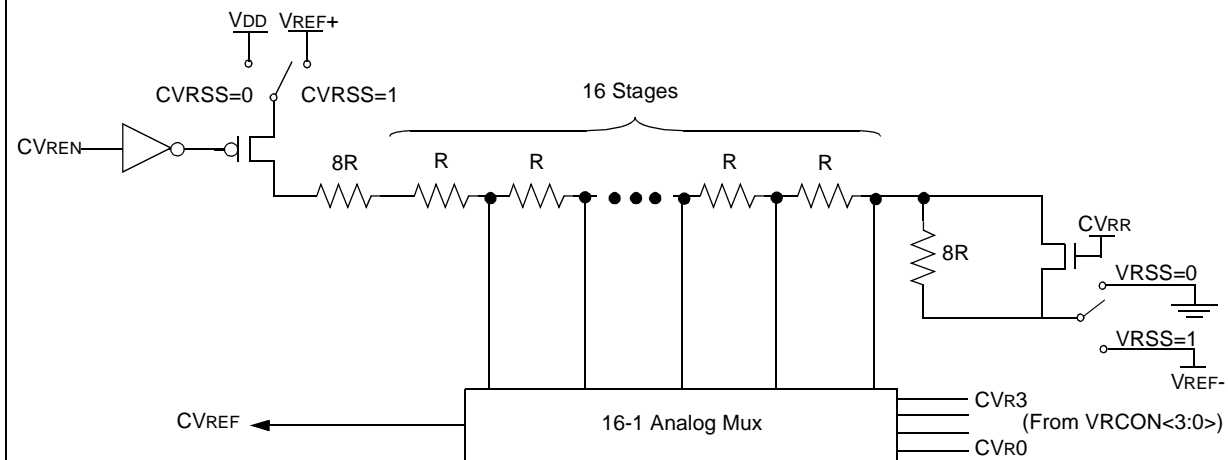 VDD VREF+
CVRSS=0 CVRSS=1
16 Stages
CVREN
8R R R R R
CVRR
8R
VRSS=0
VRSS=1
VREF-
CVREF
16-1 Analog Mux
CVR3
(From VRCON<3:0>)
CVR0